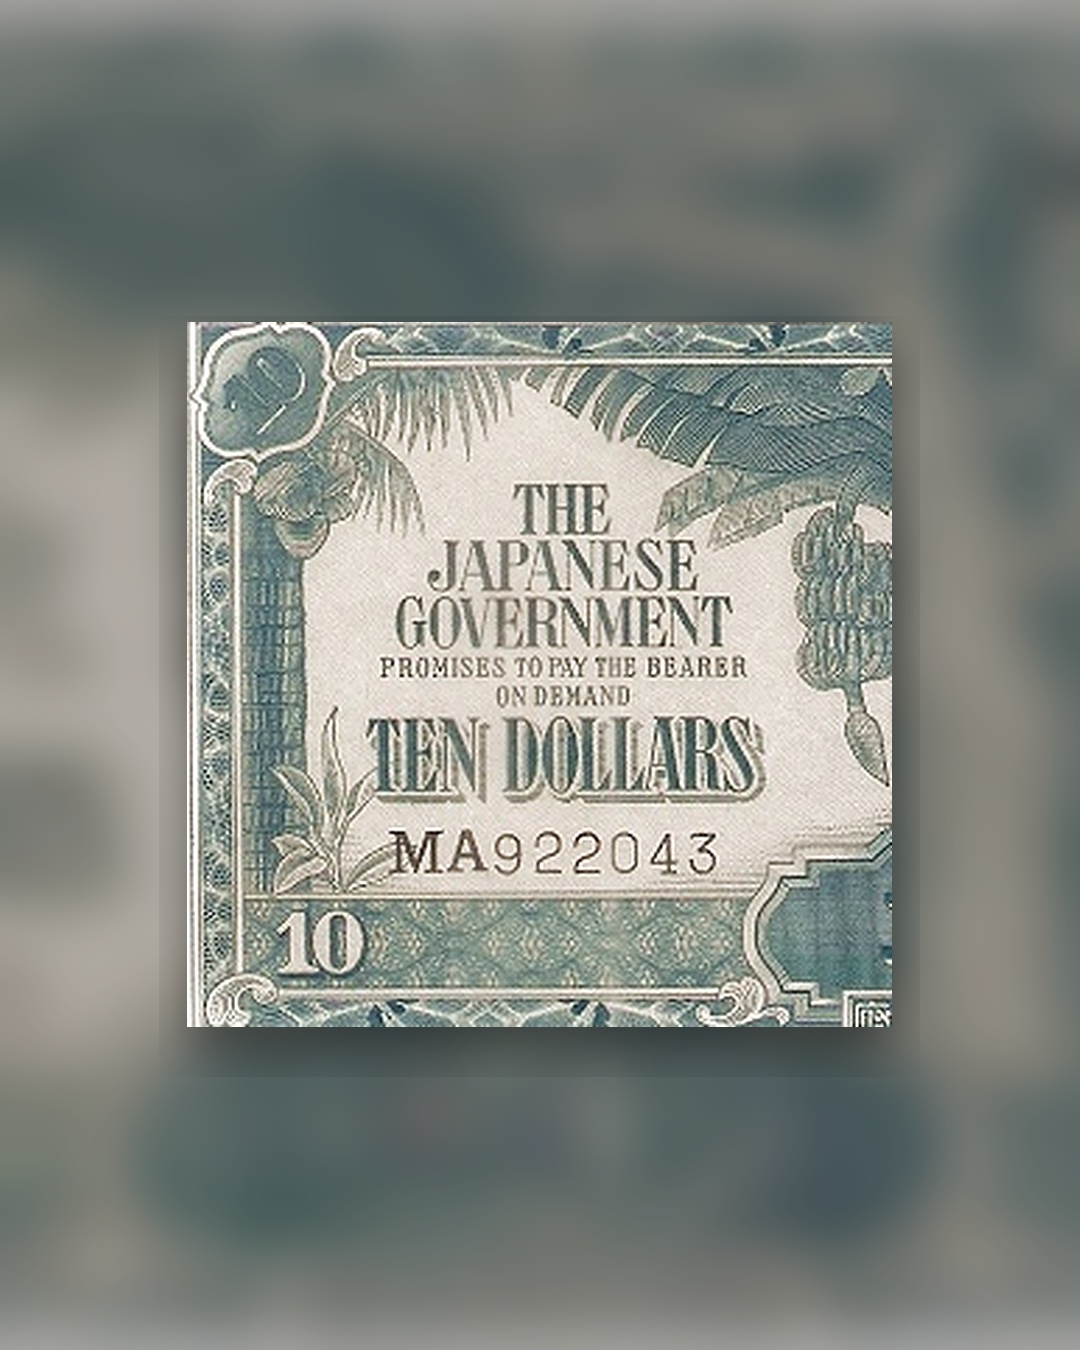 10
THE
JAPANESE
GOVERNMENT
PROMISES TO PAY THE BEARER
ON DEMAND
TEN DOLLARS
MA922043
10